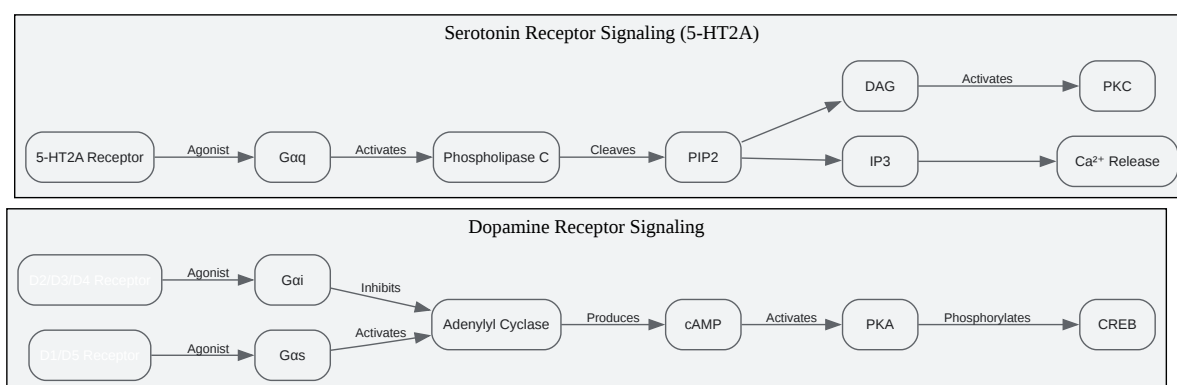 Serotonin Receptor Signaling (5-HT2A)
DAG
Activates
PKC
5-HT2A Receptor
Agonist
Gαq
Activates
Phospholipase C
Cleaves
PIP2
IP3
Ca²⁺ Release
Dopamine Receptor Signaling
D2/D3/D4 Receptor
Agonist
Gαi
Inhibits
D1/D5 Receptor
Agonist
Gαs
Activates
Adenylyl Cyclase
Produces
cAMP
Activates
PKA
Phosphorylates
CREB